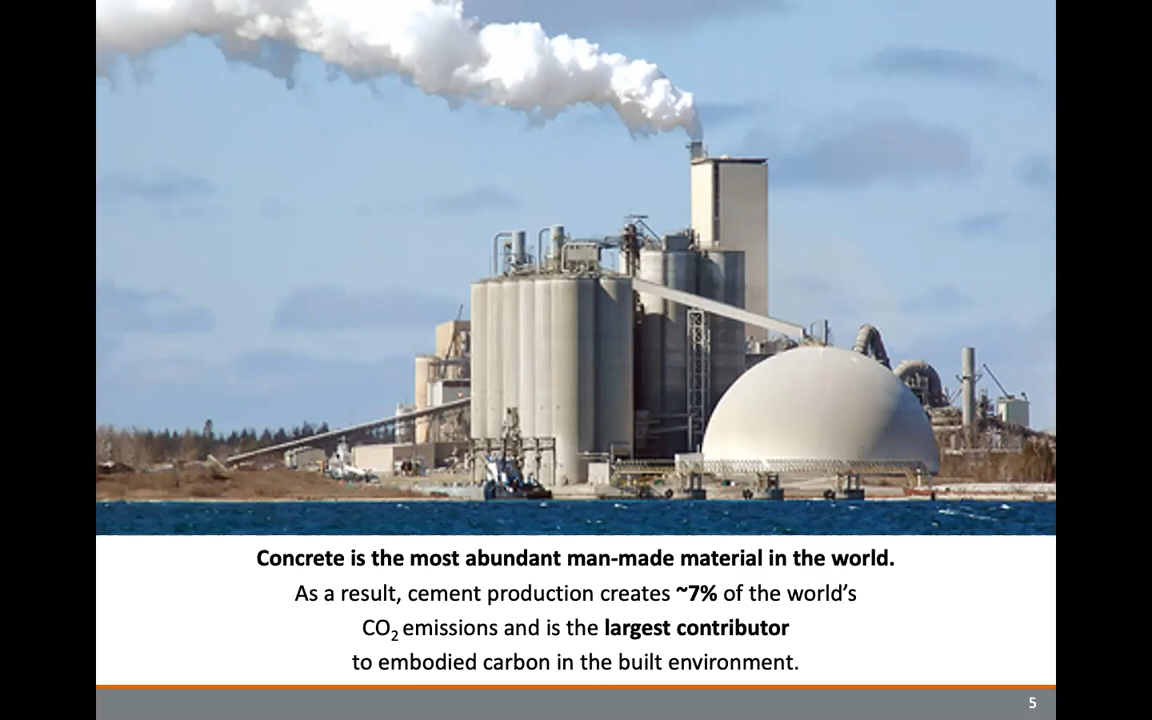 Concrete is the most abundant man-made material in the world.
As a result, cement production creates ~7% of the world’s
CO₂ emissions and is the largest contributor
to embodied carbon in the built environment.
5